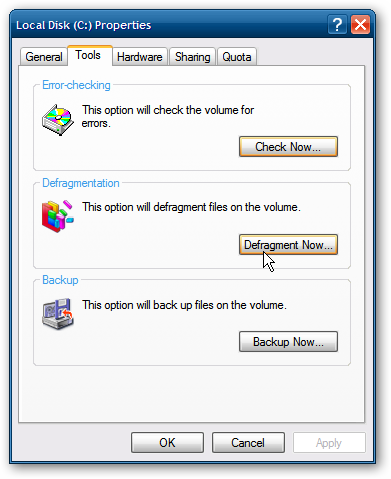 Local Disk (C:) Properties
?
X
General Tools Hardware Sharing Quota
Error-checking
This option will check the volume for
errors.
Check Now...
Defragmentation
This option will defragment files on the volume.
Defragment Now...
Backup
This option will back up files on the volume.
Backup Now...
OK Cancel Apply